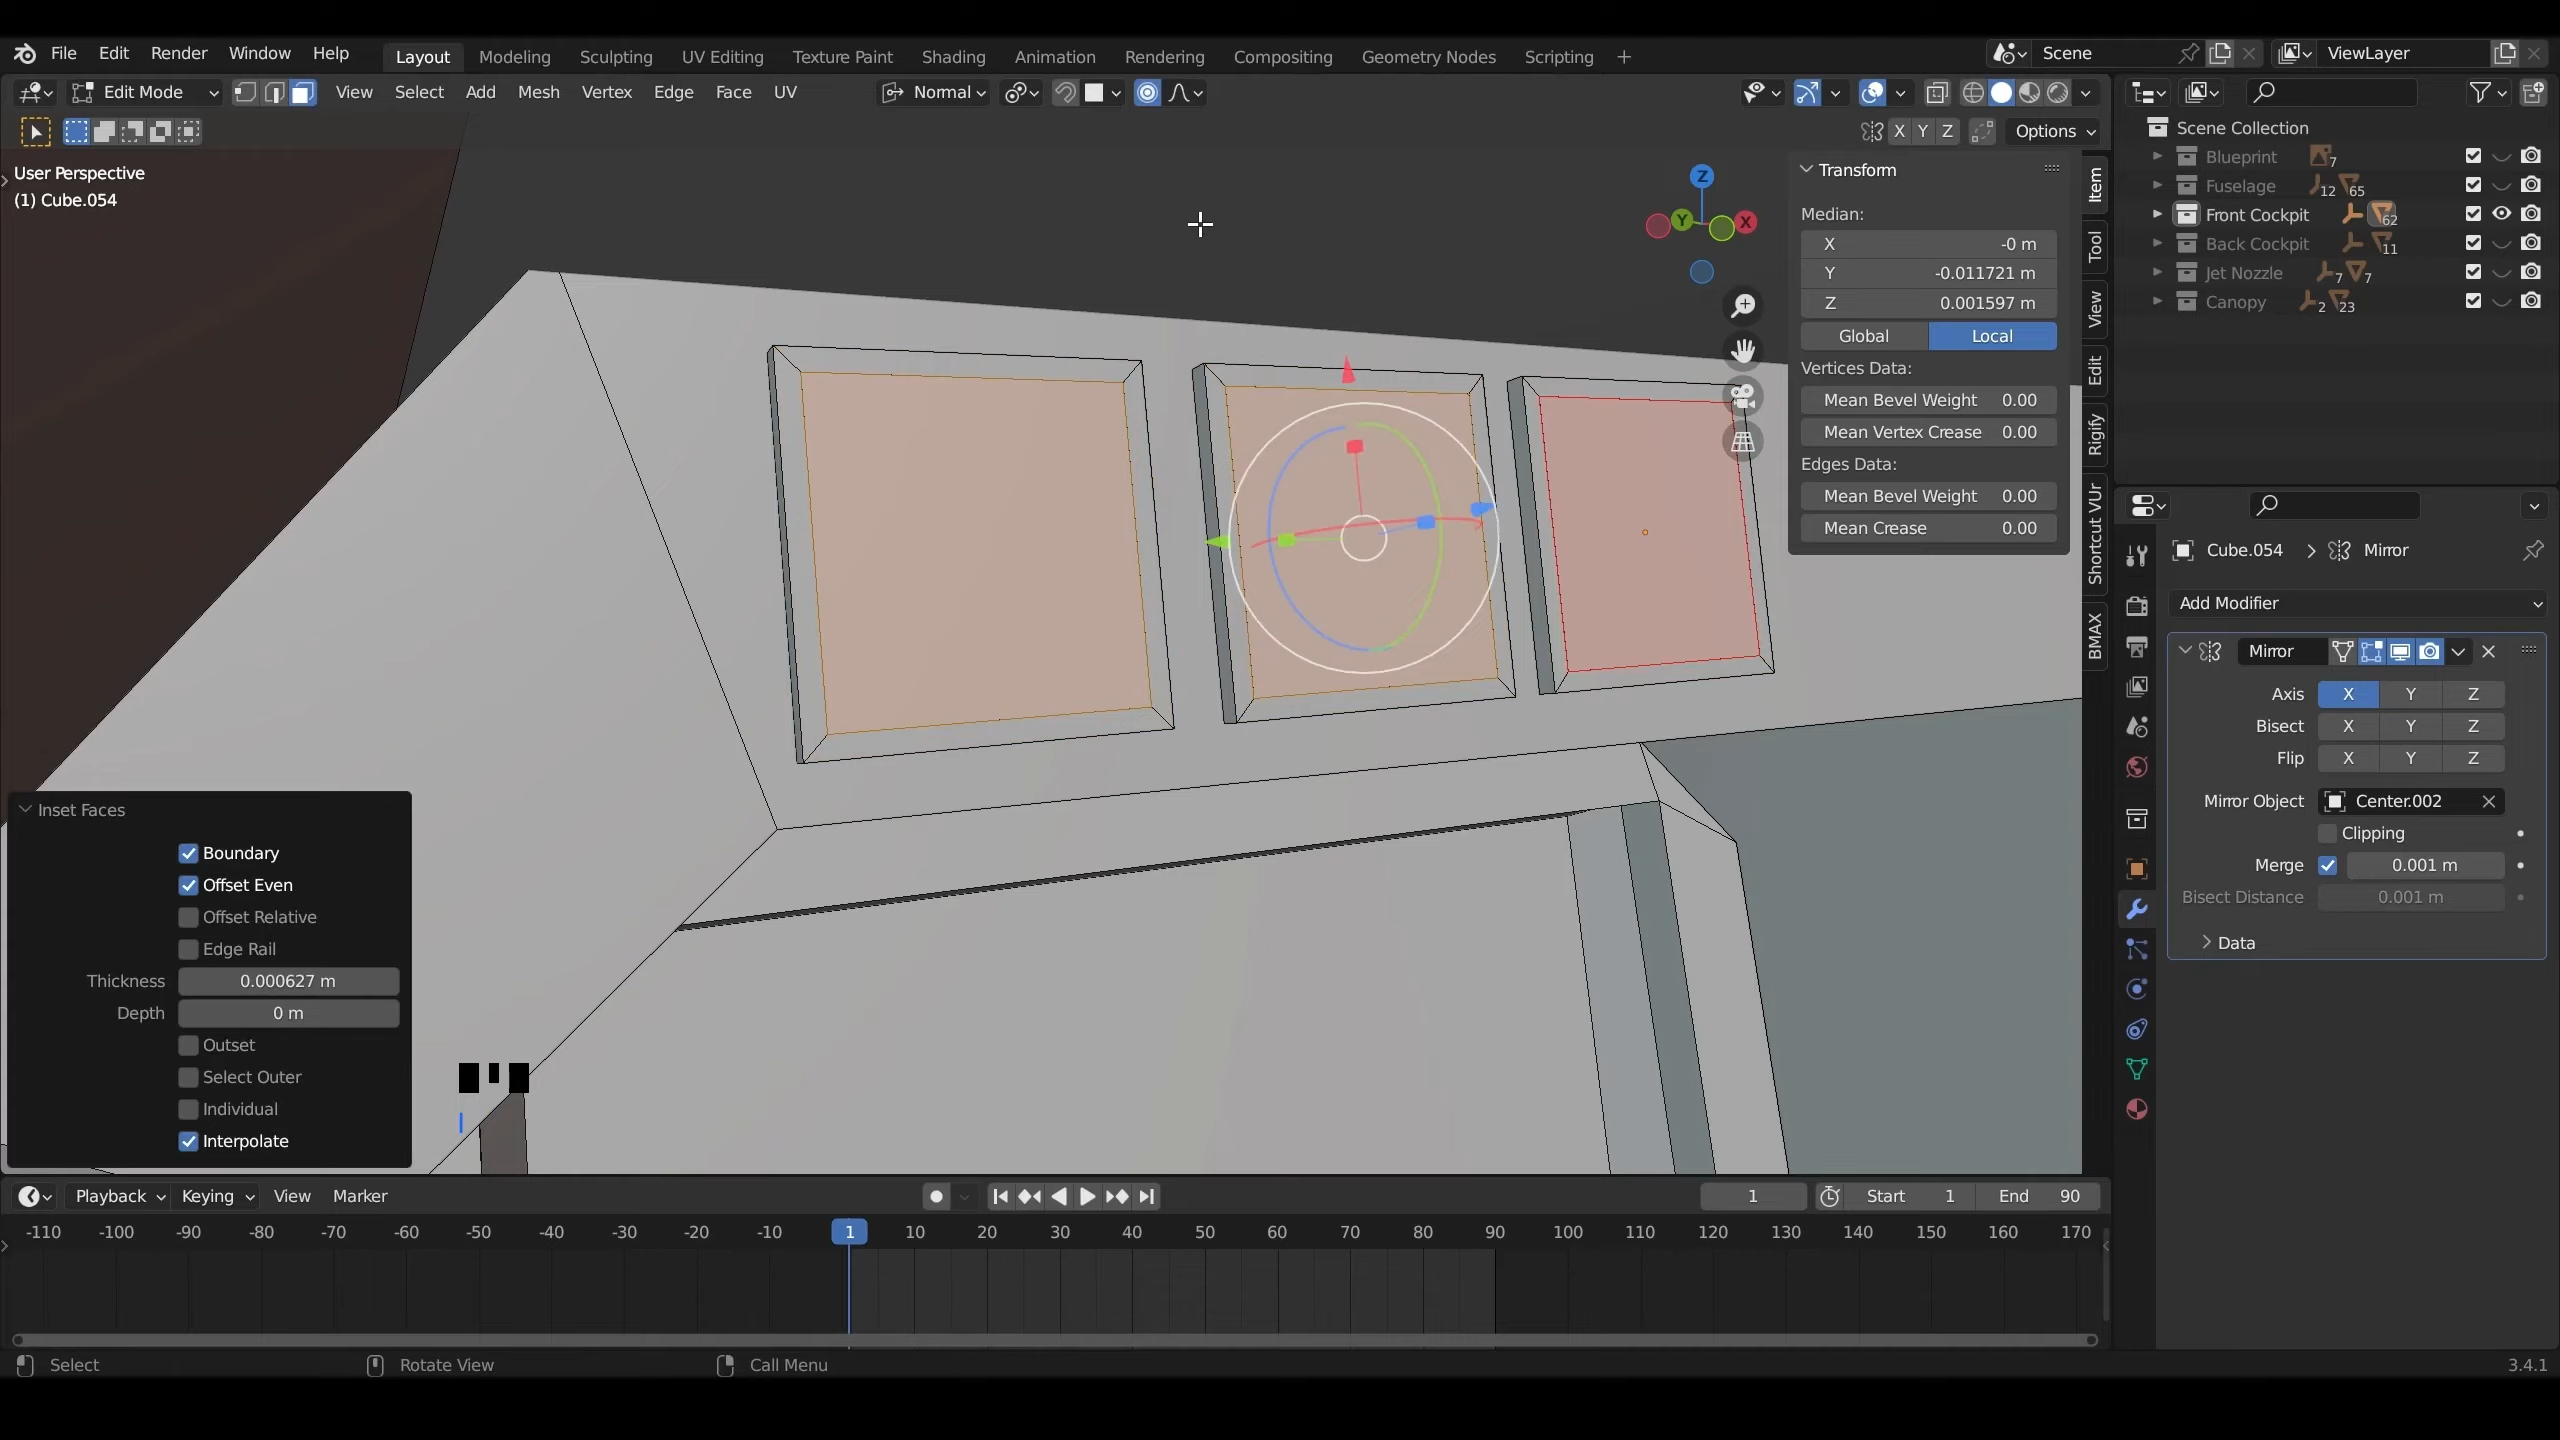 File Edit Render Window Help Layout Modeling Sculpting UV Editing Texture Paint Shading Animation Rendering Compositing Geometry Nodes Scripting + Scene ViewLayer
Edit Mode View Select Add Mesh Vertex Edge Face UV Normal
X Y Z Options
User Perspective
(1) Cube.054
Z
Y
X
Transform
Median:
X -0 m
Y -0.011721 m
Z 0.001597 m
Global Local
Vertices Data:
Mean Bevel Weight 0.00
Mean Vertex Crease 0.00
Edges Data:
Mean Bevel Weight 0.00
Mean Crease 0.00
Item
Tool
View
Edit
Rigify
Shortcut VUr
BMAX
Scene Collection
Blueprint 7
Fuselage 12 65
Front Cockpit 62
Back Cockpit 11
Jet Nozzle 7 7
Canopy 2 23
Cube.054 > Mirror
Add Modifier
Mirror
Axis X Y Z
Bisect X Y Z
Flip X Y Z
Mirror Object Center.002
Clipping
Merge 0.001 m
Bisect Distance 0.001 m
Data
Inset Faces
Boundary
Offset Even
Offset Relative
Edge Rail
Thickness 0.000627 m
Depth 0 m
Outset
Select Outer
Individual
Interpolate
I
Playback Keying View Marker 1 Start 1 End 90
-110 -100 -90 -80 -70 -60 -50 -40 -30 -20 -10 1 10 20 30 40 50 60 70 80 90 100 110 120 130 140 150 160 170
Select Rotate View Call Menu 3.4.1